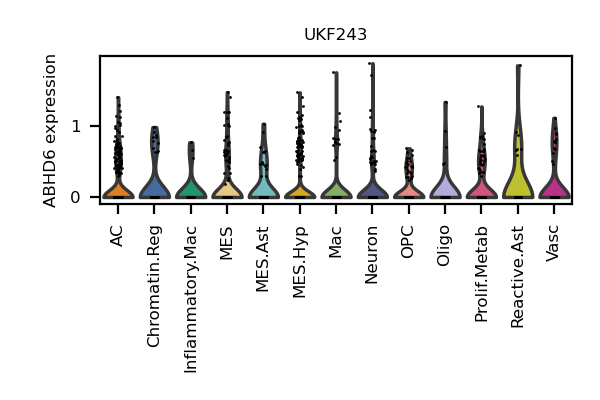 UKF243
ABHD6 expression
1
0
AC
Chromatin.Reg
Inflammatory.Mac
MES
MES.Ast
MES.Hyp
Mac
Neuron
OPC
Oligo
Prolif.Metab
Reactive.Ast
Vasc